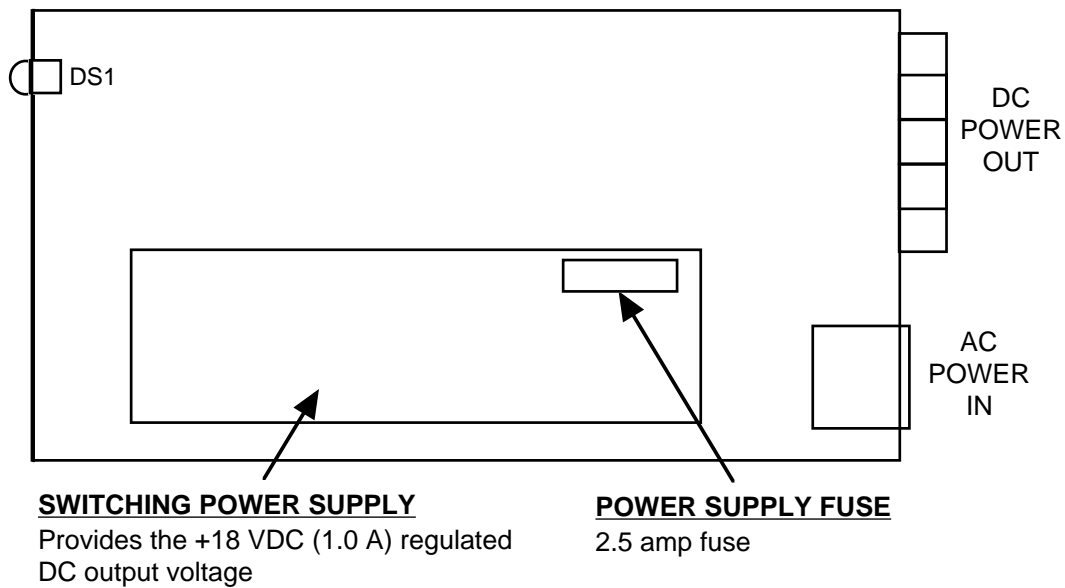 DS1
DC
POWER
OUT
AC
POWER
IN
SWITCHING POWER SUPPLY
Provides the +18 VDC (1.0 A) regulated
DC output voltage
POWER SUPPLY FUSE
2.5 amp fuse